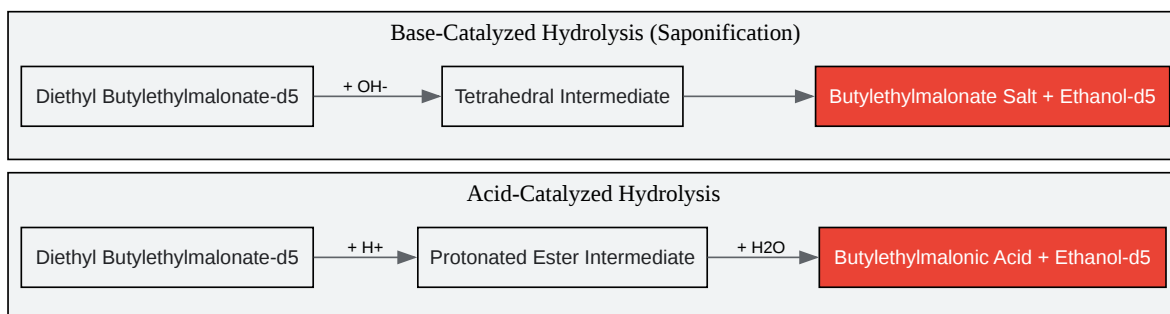 Base-Catalyzed Hydrolysis (Saponification)
Diethyl Butylethylmalonate-d5
+ OH-
Tetrahedral Intermediate
Butylethylmalonate Salt + Ethanol-d5
Acid-Catalyzed Hydrolysis
Diethyl Butylethylmalonate-d5
+ H+
Protonated Ester Intermediate
+ H2O
Butylethylmalonic Acid + Ethanol-d5